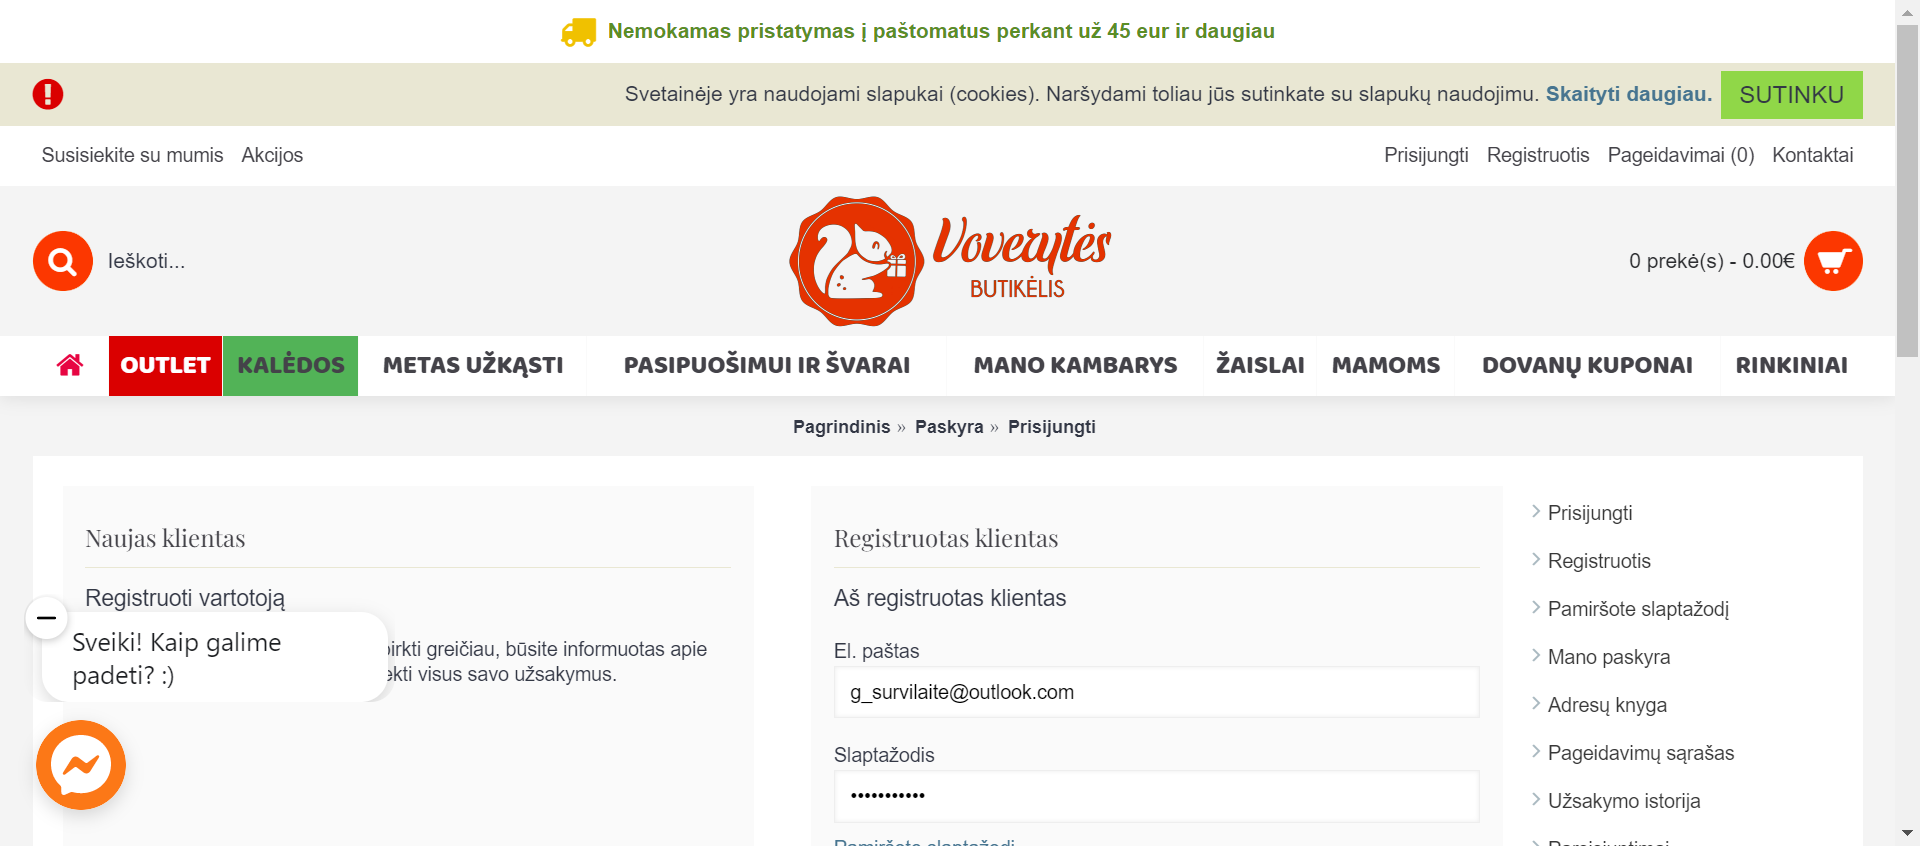 Nemokamas pristatymas į paštomatus perkant už 45 eur ir daugiau
Svetainėje yra naudojami slapukai (cookies). Naršydami toliau jūs sutinkate su slapukų naudojimu. Skaityti daugiau. SUTINKU
Susisiekite su mumis Akcijos Prisijungti Registruotis Pageidavimai (0) Kontaktai
Ieškoti...
Voverytės
BUTIKĖLIS
0 prekė(s) - 0.00€
OUTLET KALĖDOS METAS UŽKĄSTI PASIPUOŠIMUI IR ŠVARAI MANO KAMBARYS ŽAISLAI MAMOMS DOVANŲ KUPONAI RINKINIAI
Pagrindinis » Paskyra » Prisijungti
Naujas klientas
Registruoti vartotoją
pirkti greičiau, būsite informuotas apie
ekti visus savo užsakymus.
Sveiki! Kaip galime
padeti? :)
Registruotas klientas
Aš registruotas klientas
El. paštas
g_survilaite@outlook.com
Slaptažodis
•••••••••••
Pamiršote slaptažodį
Prisijungti
Registruotis
Pamiršote slaptažodį
Mano paskyra
Adresų knyga
Pageidavimų sąrašas
Užsakymo istorija